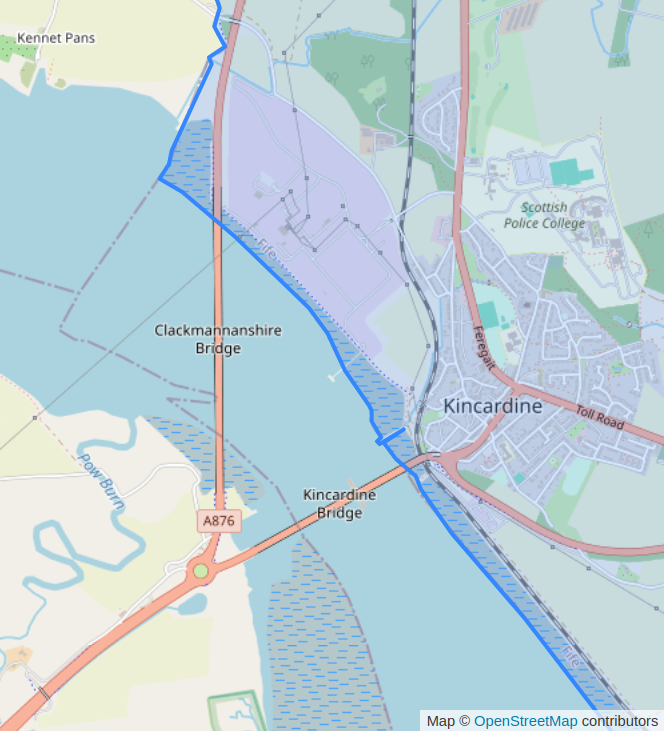 Kennet Pans
Scottish
Police College
Fife
Clackmannanshire
Bridge
Feregait
Kincardine
Toll Road
Pow Burn
Kincardine
Bridge
A876
Fife
Map © OpenStreetMap contributors